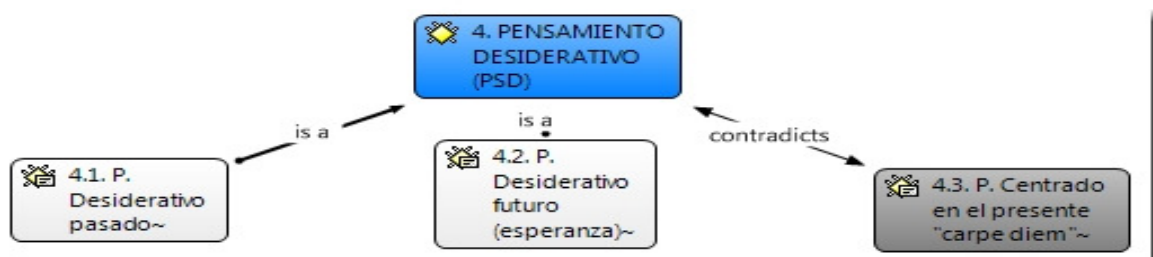 4. PENSAMIENTO
DESIDERATIVO
(PSD)
is a
is a
contradicts
4.1. P.
Desiderativo
pasado~
4.2. P.
Desiderativo
futuro
(esperanza)~
4.3. P. Centrado
en el presente
"carpe diem"~